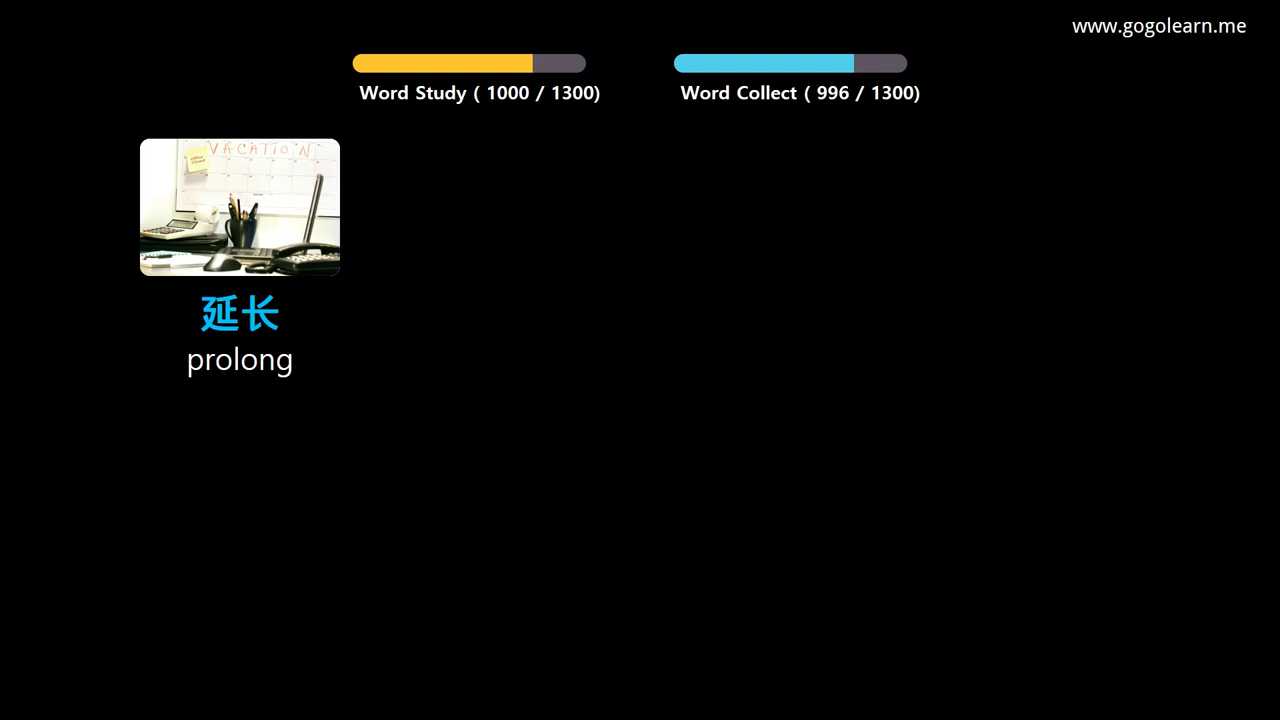 www.gogolearn.me
Word Study ( 1000 / 1300)
Word Collect ( 996 / 1300)
VACATION
延长
prolong